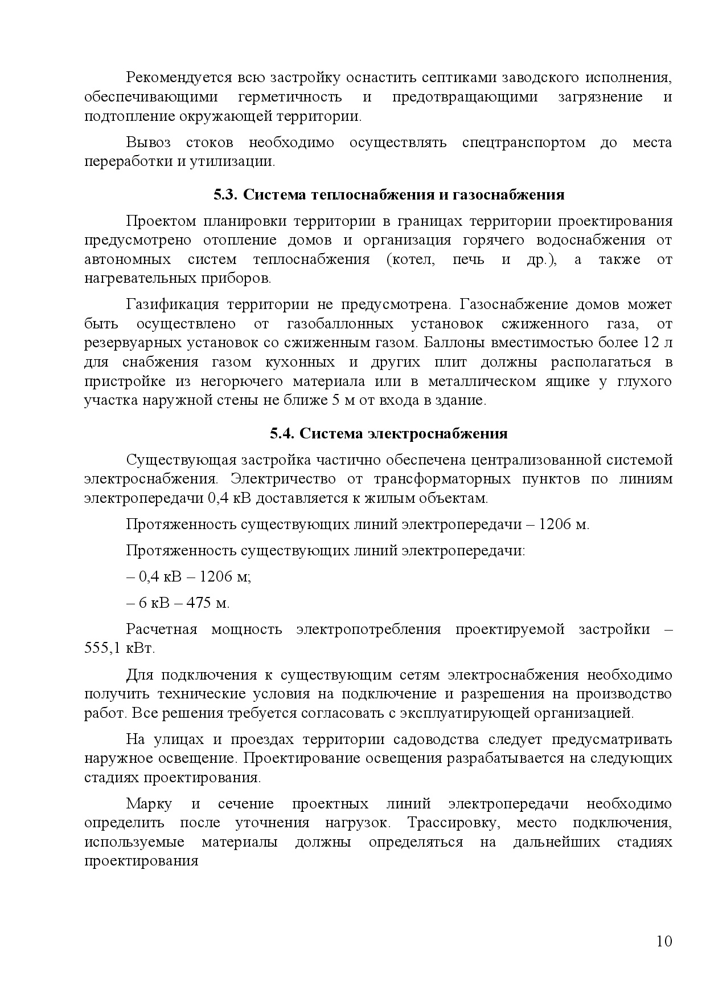 Рекомендуется всю застройку оснастить септиками заводского исполнения,
обеспечивающими герметичность и предотвращающими загрязнение и
подтопление окружающей территории.
Вывоз стоков необходимо осуществлять спецтранспортом до места
переработки и утилизации.
5.3. Система теплоснабжения и газоснабжения
Проектом планировки территории в границах территории проектирования
предусмотрено отопление домов и организация горячего водоснабжения от
автономных систем теплоснабжения (котел, печь и др.), а также от
нагревательных приборов.
Газификация территории не предусмотрена. Газоснабжение домов может
быть осуществлено от газобаллонных установок сжиженного газа, от
резервуарных установок со сжиженным газом. Баллоны вместимостью более 12 л
для снабжения газом кухонных и других плит должны располагаться в
пристройке из негорючего материала или в металлическом ящике у глухого
участка наружной стены не ближе 5 м от входа в здание.
5.4. Система электроснабжения
Существующая застройка частично обеспечена централизованной системой
электроснабжения. Электричество от трансформаторных пунктов по линиям
электропередачи 0,4 кВ доставляется к жилым объектам.
Протяженность существующих линий электропередачи – 1206 м.
Протяженность существующих линий электропередачи:
– 0,4 кВ – 1206 м;
– 6 кВ – 475 м.
Расчетная мощность электропотребления проектируемой застройки –
555,1 кВт.
Для подключения к существующим сетям электроснабжения необходимо
получить технические условия на подключение и разрешения на производство
работ. Все решения требуется согласовать с эксплуатирующей организацией.
На улицах и проездах территории садоводства следует предусматривать
наружное освещение. Проектирование освещения разрабатывается на следующих
стадиях проектирования.
Марку и сечение проектных линий электропередачи необходимо
определить после уточнения нагрузок. Трассировку, место подключения,
используемые материалы должны определяться на дальнейших стадиях
проектирования
10